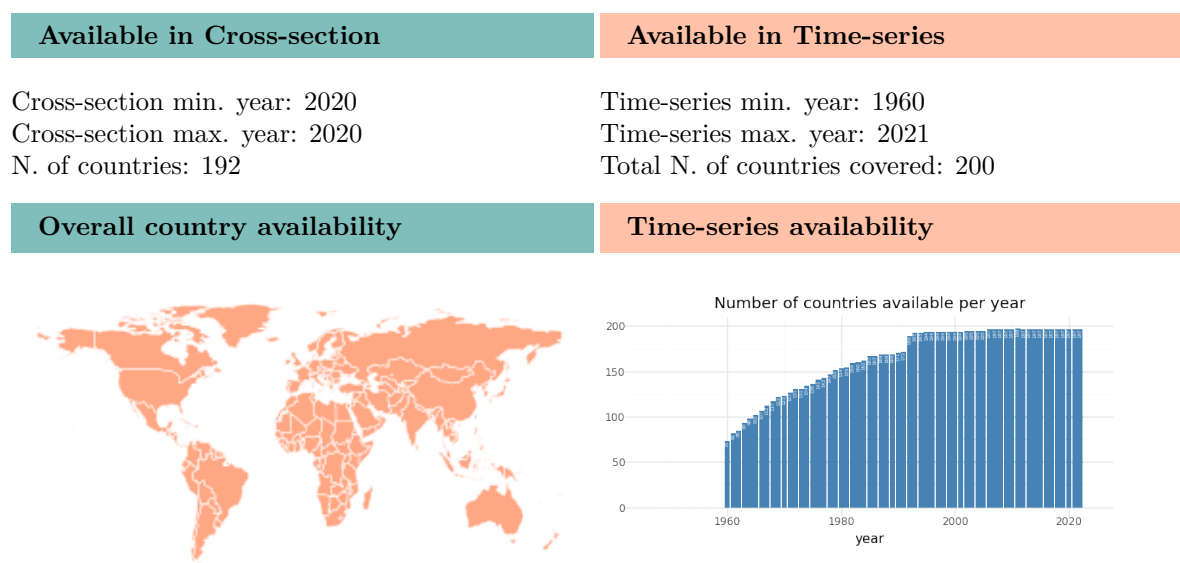 Available in Cross-section
Cross-section min. year: 2020
Cross-section max. year: 2020
N. of countries: 192
Available in Time-series
Time-series min. year: 1960
Time-series max. year: 2021
Total N. of countries covered: 200
Overall country availability
Time-series availability
Number of countries available per year
200
150
100
50
0
1960 1980 2000 2020
year